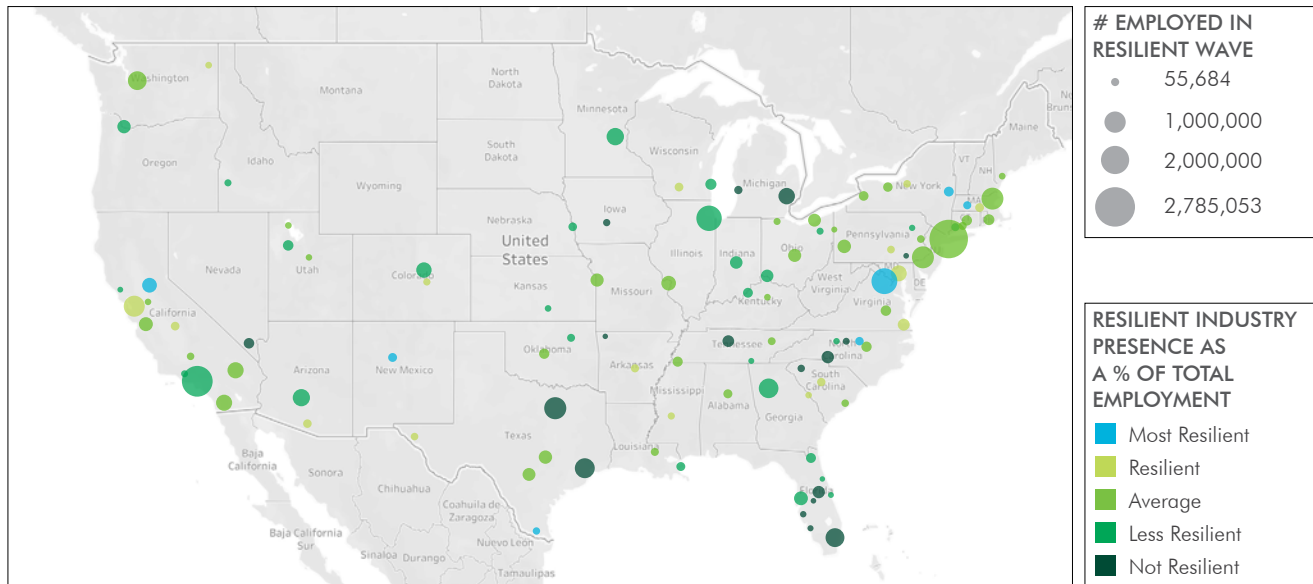 Washington
Montana
North
Dakota
Minnesota
Maine
Oregon
Idaho
South
Dakota
Wisconsin
VT
NH
Wyoming
Michigan
New York
MA
Iowa
Nebraska
Pennsylvania
United
States
Illinois
Indiana
Ohio
Nevada
Utah
Colorado
Kansas
Missouri
West
Virginia
DE
California
Kentucky
Virginia
Oklahoma
Tennessee
North
Carolina
Arizona
New Mexico
Arkansas
South
Carolina
Mississippi
Alabama
Georgia
Texas
Louisiana
Baja
California
Sonora
Chihuahua
Coahuila de
Zaragoza
Florida
Baja California
Sur
Sinaloa
Durango
Nuevo León
Tamaulipas
# EMPLOYED IN
RESILIENT WAVE
55,684
1,000,000
2,000,000
2,785,053
RESILIENT INDUSTRY
PRESENCE AS
A % OF TOTAL
EMPLOYMENT
Most Resilient
Resilient
Average
Less Resilient
Not Resilient